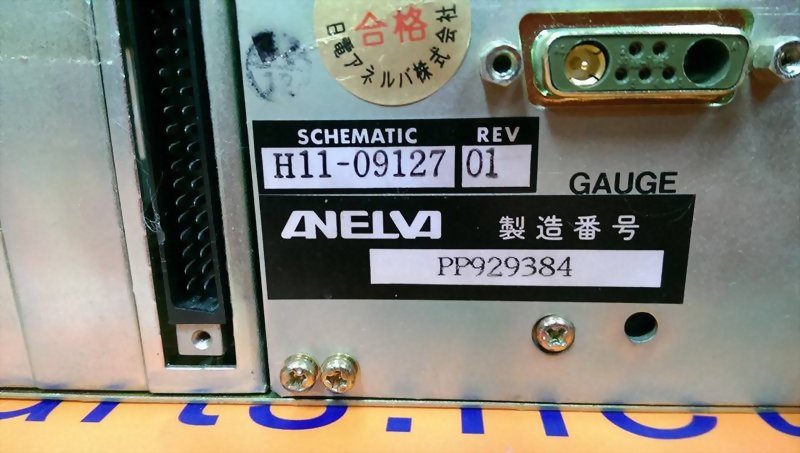 合格
日電アネルバ株式会社
SCHEMATIC REV
H11-09127 01
GAUGE
ANELVA 製造番号
PP929384